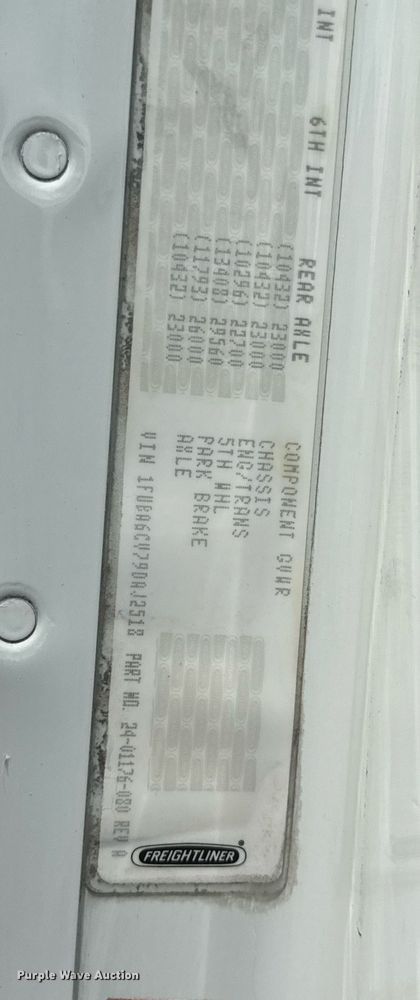 INT 6TH INT
REAR AXLE
(10432) 23000
(10432) 23000
(10296) 22700
(13408) 29560
(11793) 26000
(10432) 23000
COMPONENT GVWR
CHASSIS
ENG/TRANS
5TH WHL
PARK BRAKE
AXLE
VIN 1FUBA6CV79DAJ2518 PART NO. 24-01176-080 REV A
FREIGHTLINER
Purple Wave Auction